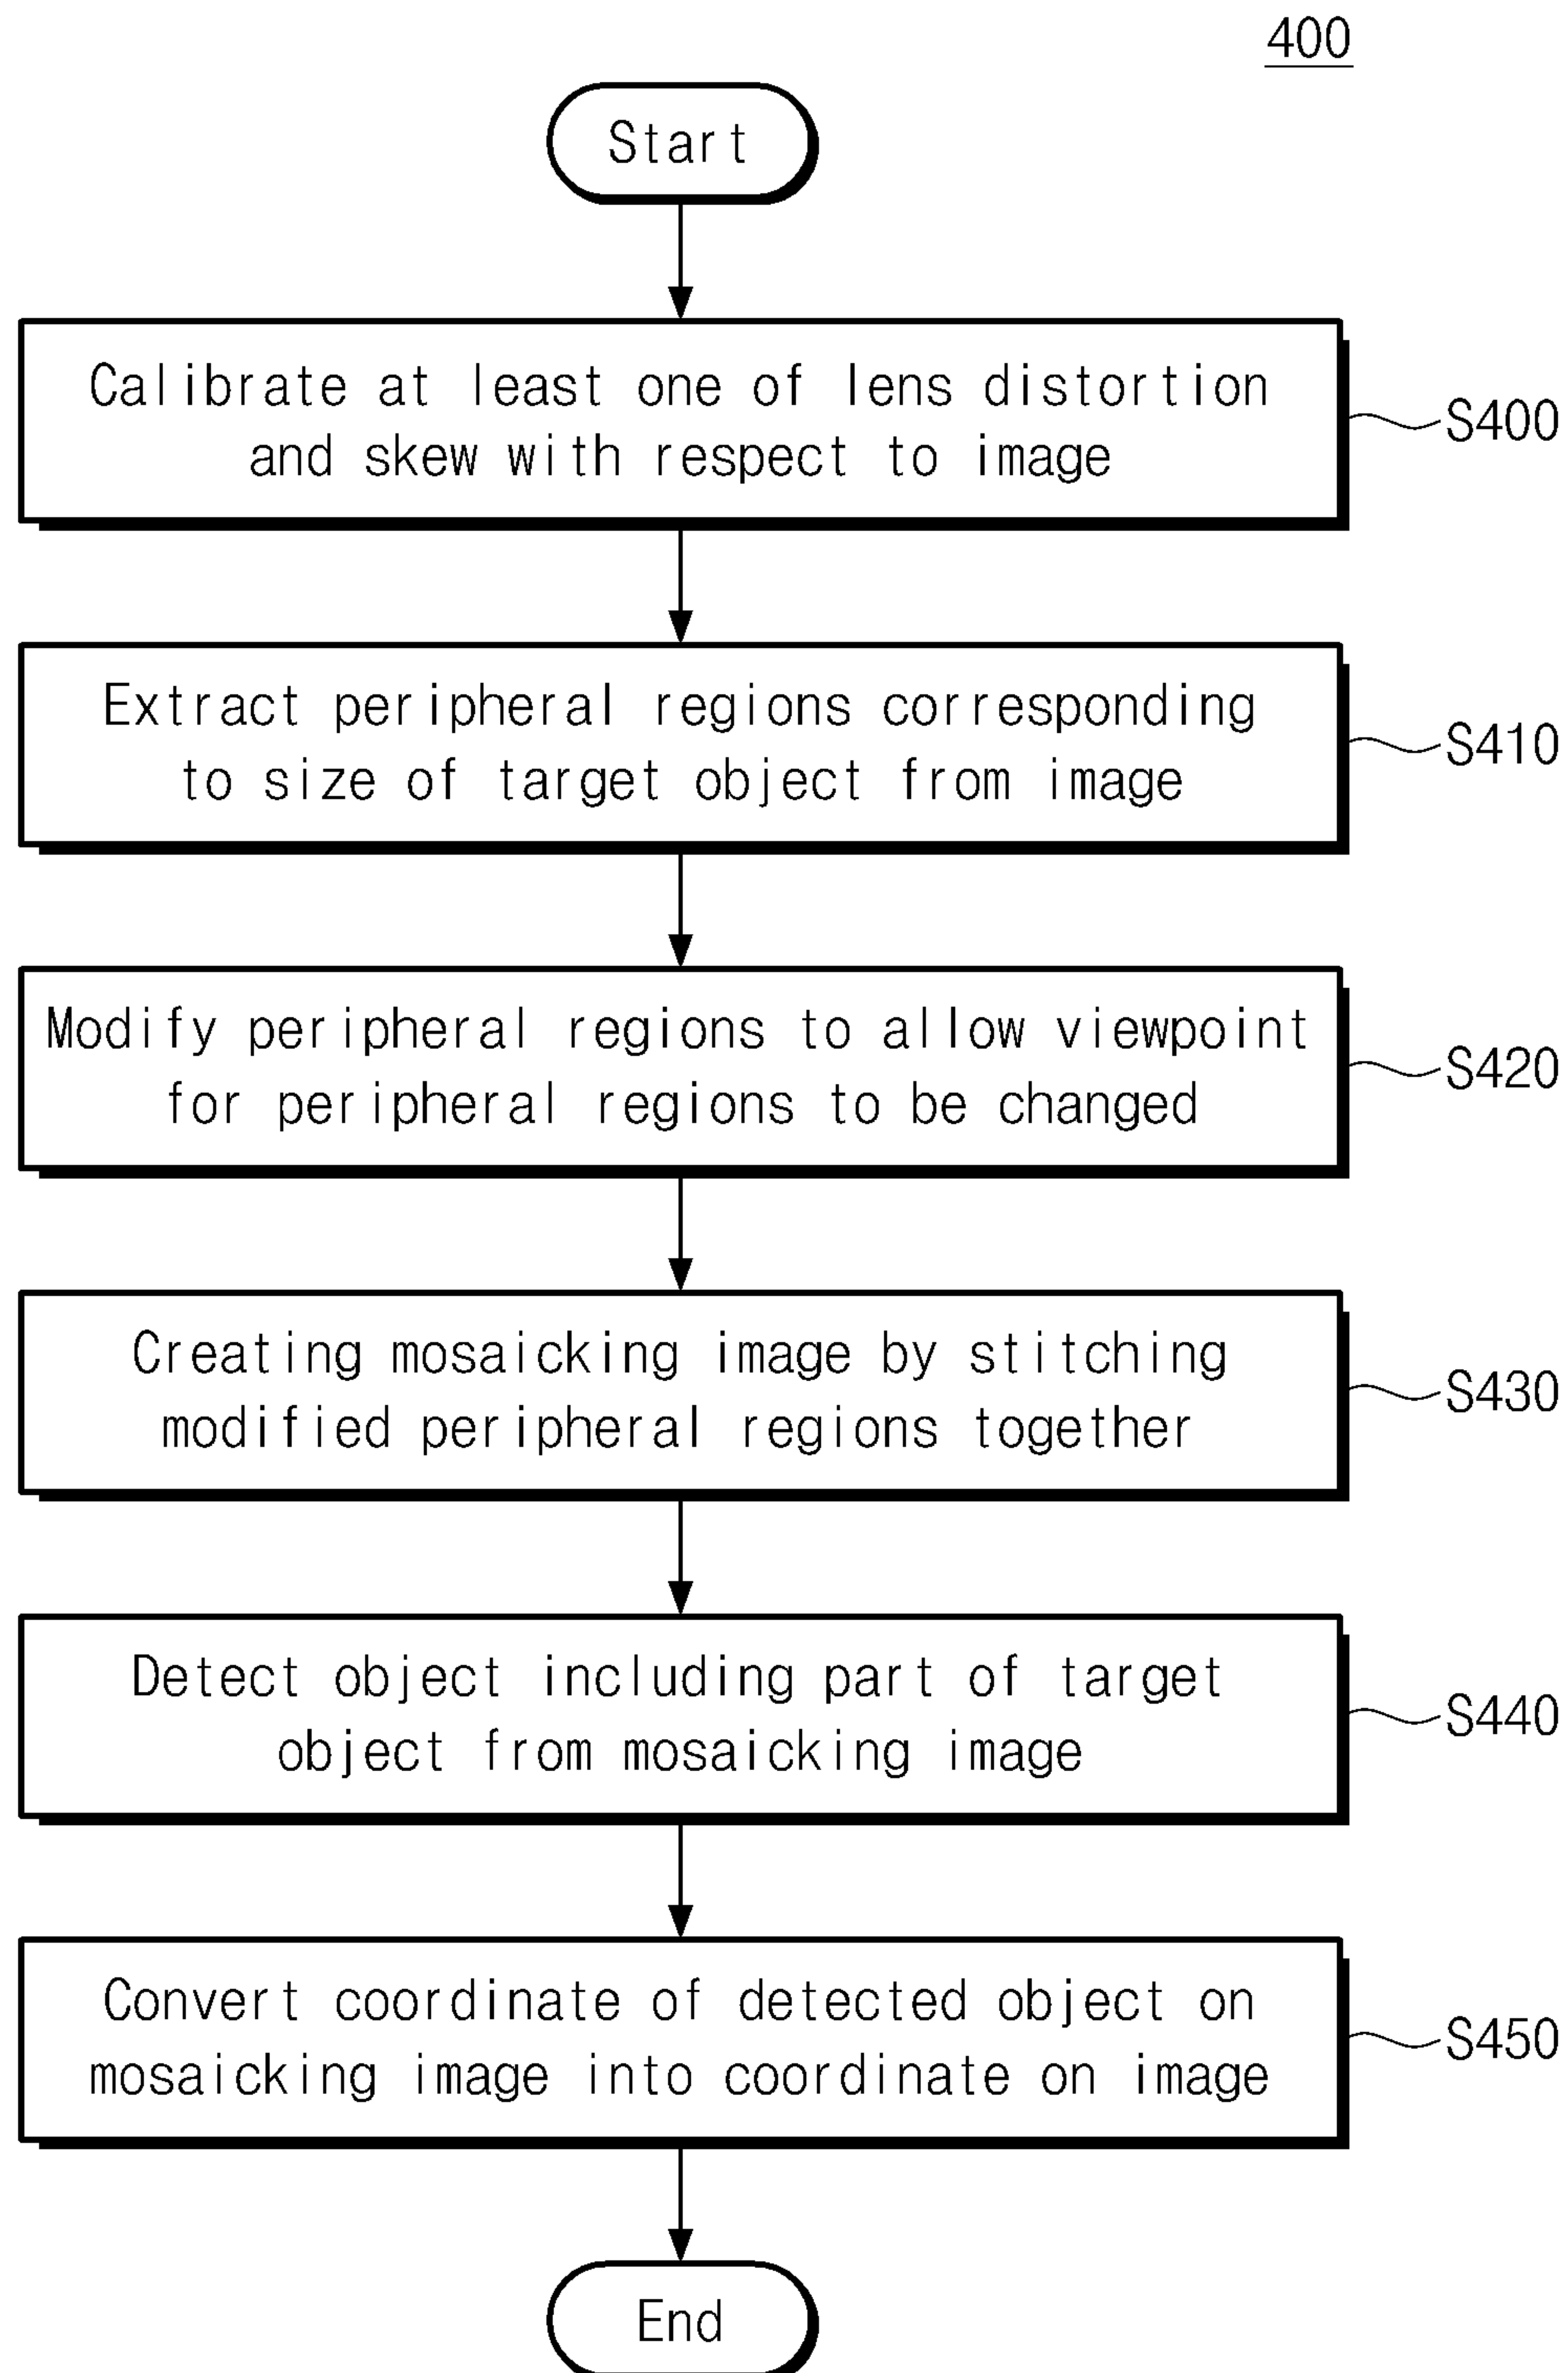 400
Start
Calibrate at least one of lens distortion
and skew with respect to image
S400
Extract peripheral regions corresponding
to size of target object from image
S410
Modify peripheral regions to allow viewpoint
for peripheral regions to be changed
S420
Creating mosaicking image by stitching
modified peripheral regions together
S430
Detect object including part of target
object from mosaicking image
S440
Convert coordinate of detected object on
mosaicking image into coordinate on image
S450
End